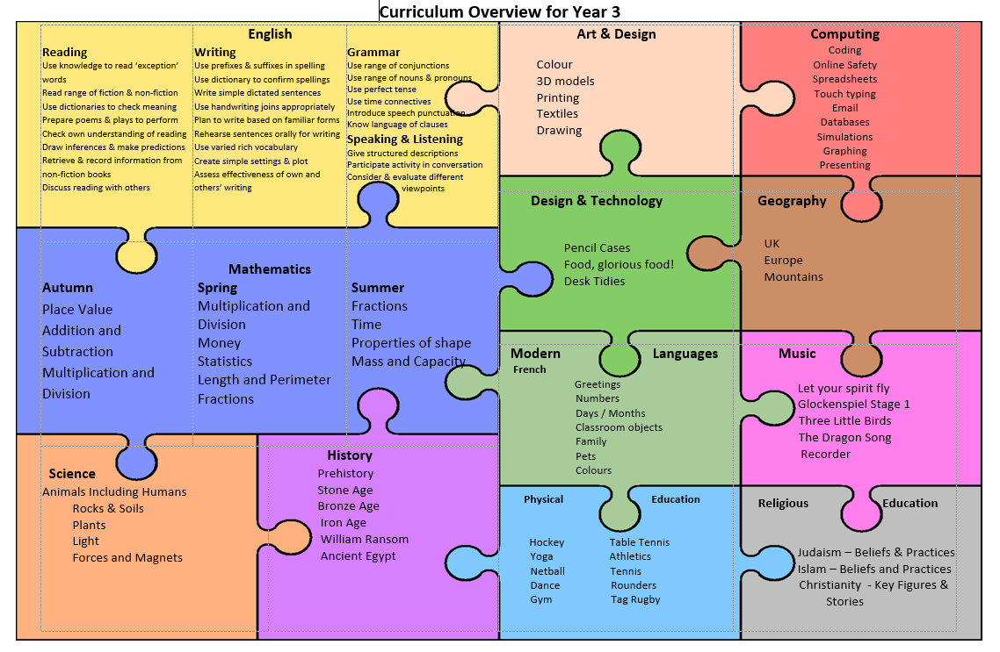 Curriculum Overview for Year 3
English
Reading
Use knowledge to read ‘exception’
words
Read range of fiction & non-fiction
Use dictionaries to check meaning
Prepare poems & plays to perform
Check own understanding of reading
Draw inferences & make predictions
Retrieve & record information from
non-fiction books
Discuss reading with others
Writing
Use prefixes & suffixes in spelling
Use dictionary to confirm spellings
Write simple dictated sentences
Use handwriting joins appropriately
Plan to write based on familiar forms
Rehearse sentences orally for writing
Use varied rich vocabulary
Create simple settings & plot
Assess effectiveness of own and
others’ writing
Grammar
Use range of conjunctions
Use range of nouns & pronouns
Use perfect tense
Use time connectives
Introduce speech punctuation
Know language of clauses
Speaking & Listening
Give structured descriptions
Participate activity in conversation
Consider & evaluate different
viewpoints
Art & Design
Colour
3D models
Printing
Textiles
Drawing
Computing
Coding
Online Safety
Spreadsheets
Touch typing
Email
Databases
Simulations
Graphing
Presenting
Design & Technology
Pencil Cases
Food, glorious food!
Desk Tidies
Geography
UK
Europe
Mountains
Mathematics
Autumn
Place Value
Addition and
Subtraction
Multiplication and
Division
Spring
Multiplication and
Division
Money
Statistics
Length and Perimeter
Fractions
Summer
Fractions
Time
Properties of shape
Mass and Capacity
Modern Languages
French
Greetings
Numbers
Days / Months
Classroom objects
Family
Pets
Colours
Music
Let your spirit fly
Glockenspiel Stage 1
Three Little Birds
The Dragon Song
Recorder
Science
Animals Including Humans
Rocks & Soils
Plants
Light
Forces and Magnets
History
Prehistory
Stone Age
Bronze Age
Iron Age
William Ransom
Ancient Egypt
Physical Education
Hockey
Yoga
Netball
Dance
Gym
Table Tennis
Athletics
Tennis
Rounders
Tag Rugby
Religious Education
Judaism – Beliefs & Practices
Islam – Beliefs and Practices
Christianity - Key Figures &
Stories